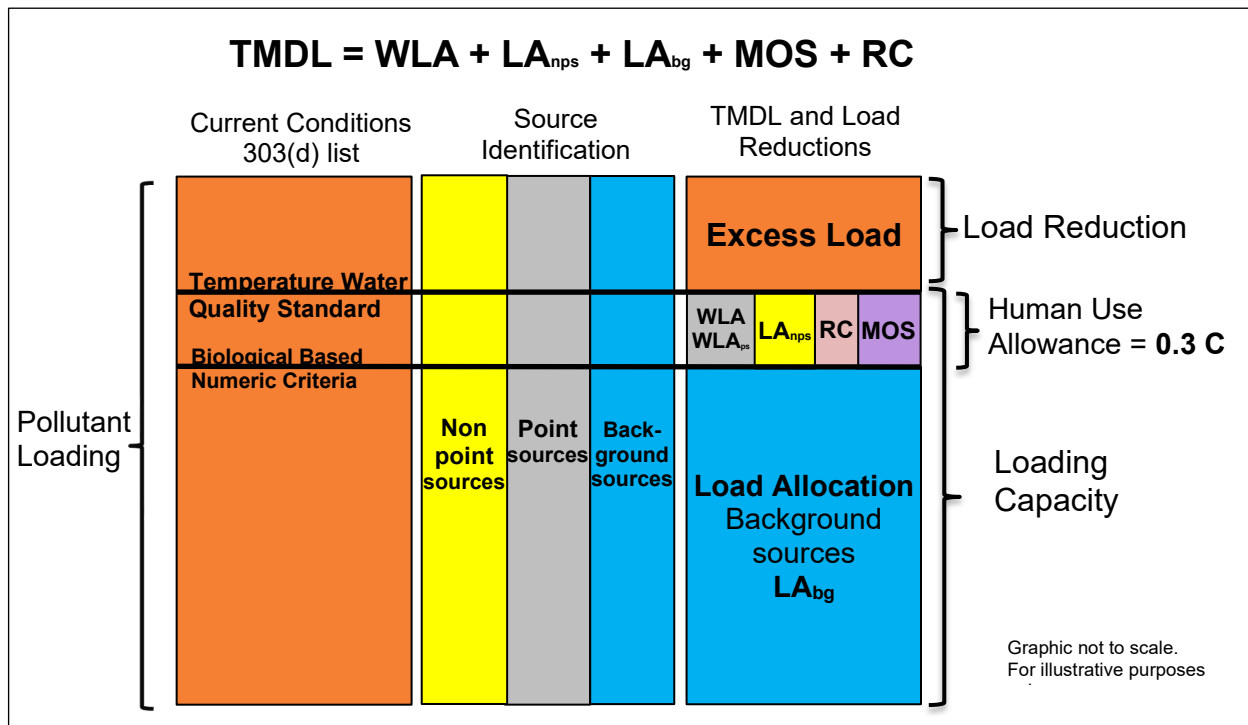 TMDL = WLA + LAnps + LAbg + MOS + RC
Current Conditions
303(d) list
Source
Identification
TMDL and Load
Reductions
Pollutant
Loading
Temperature Water
Quality Standard
Biological Based
Numeric Criteria
Non
point
sources
Point
sources
Back-
ground
sources
Excess Load
WLA
WLAps
LAnps
RC
MOS
Load Allocation
Background
sources
LAbg
Load Reduction
Human Use
Allowance = 0.3 C
Loading
Capacity
Graphic not to scale.
For illustrative purposes